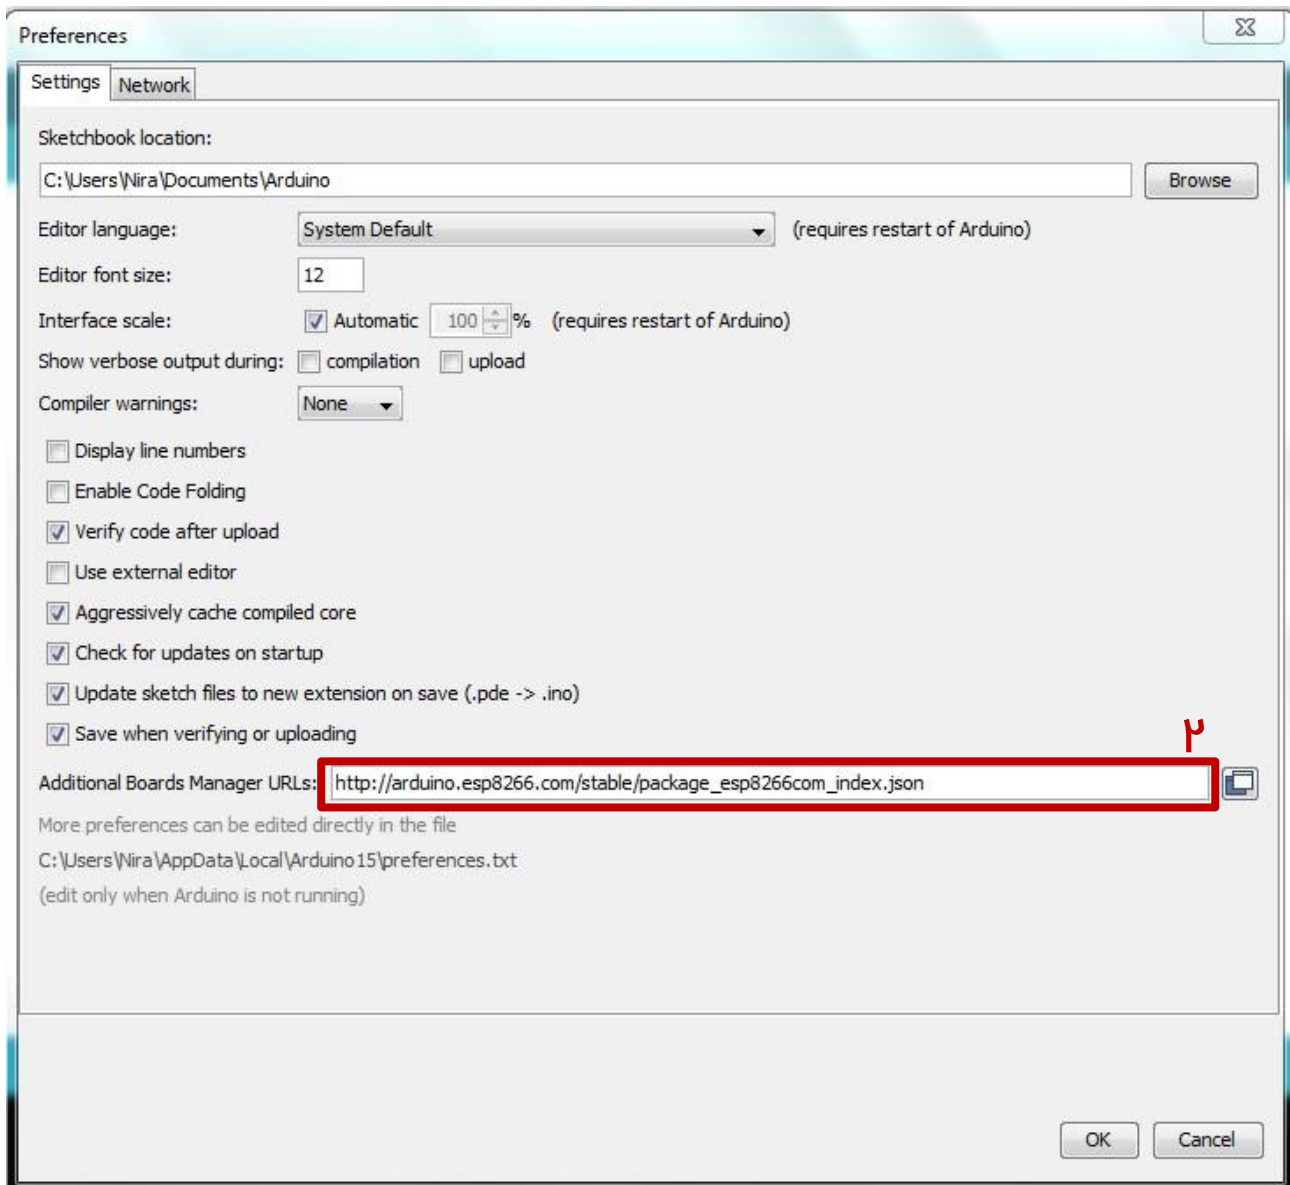 Preferences
Settings Network
Sketchbook location:
C:\Users\Nira\Documents\Arduino Browse
Editor language: System Default (requires restart of Arduino)
Editor font size: 12
Interface scale: Automatic 100 % (requires restart of Arduino)
Show verbose output during: compilation upload
Compiler warnings: None
Display line numbers
Enable Code Folding
Verify code after upload
Use external editor
Aggressively cache compiled core
Check for updates on startup
Update sketch files to new extension on save (.pde -> .ino)
Save when verifying or uploading
۲
Additional Boards Manager URLs: http://arduino.esp8266.com/stable/package_esp8266com_index.json
More preferences can be edited directly in the file
C:\Users\Nira\AppData\Local\Arduino15\preferences.txt
(edit only when Arduino is not running)
OK Cancel